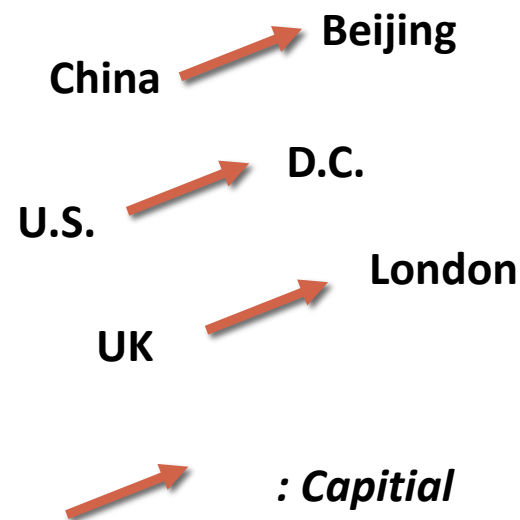 Beijing
China
D.C.
U.S.
London
UK
: Capitial